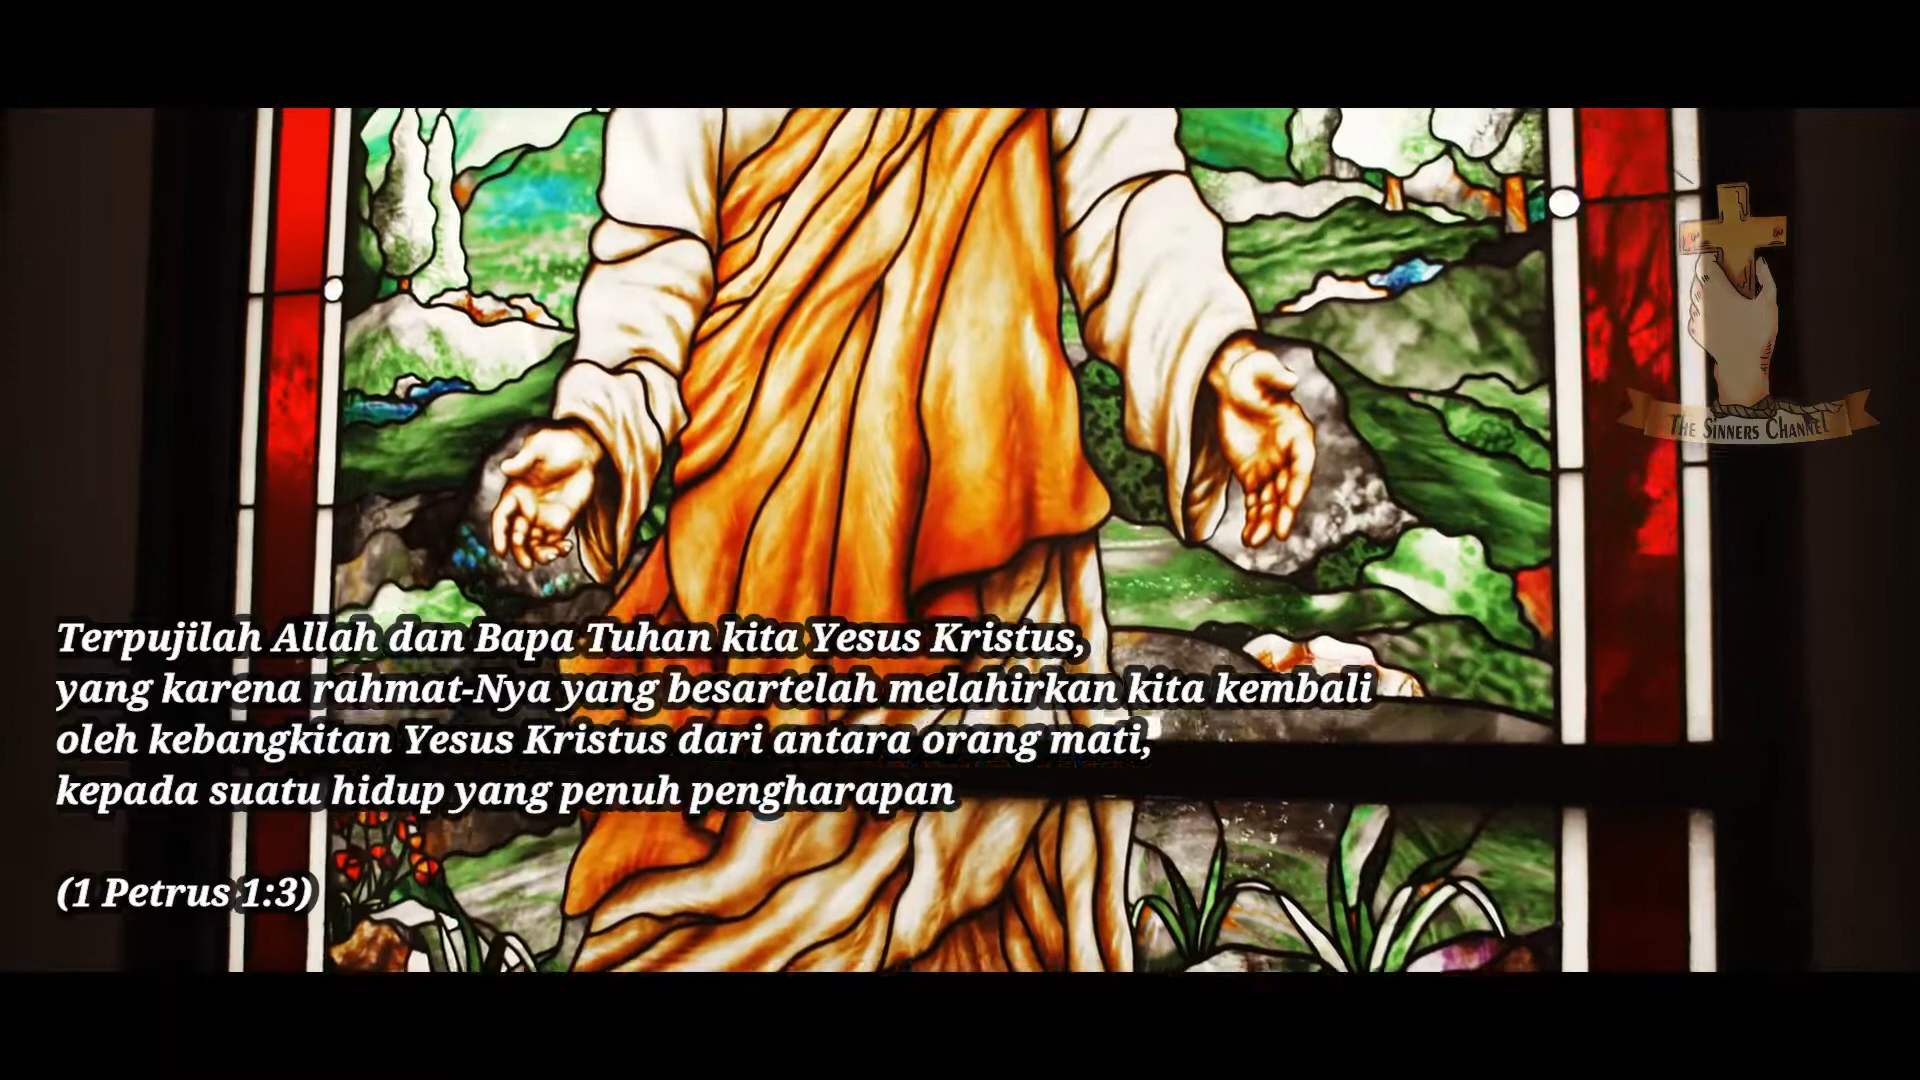 The Sinners Channel
Terpujilah Allah dan Bapa Tuhan kita Yesus Kristus,
yang karena rahmat-Nya yang besartelah melahirkan kita kembali
oleh kebangkitan Yesus Kristus dari antara orang mati,
kepada suatu hidup yang penuh pengharapan
(1 Petrus 1:3)